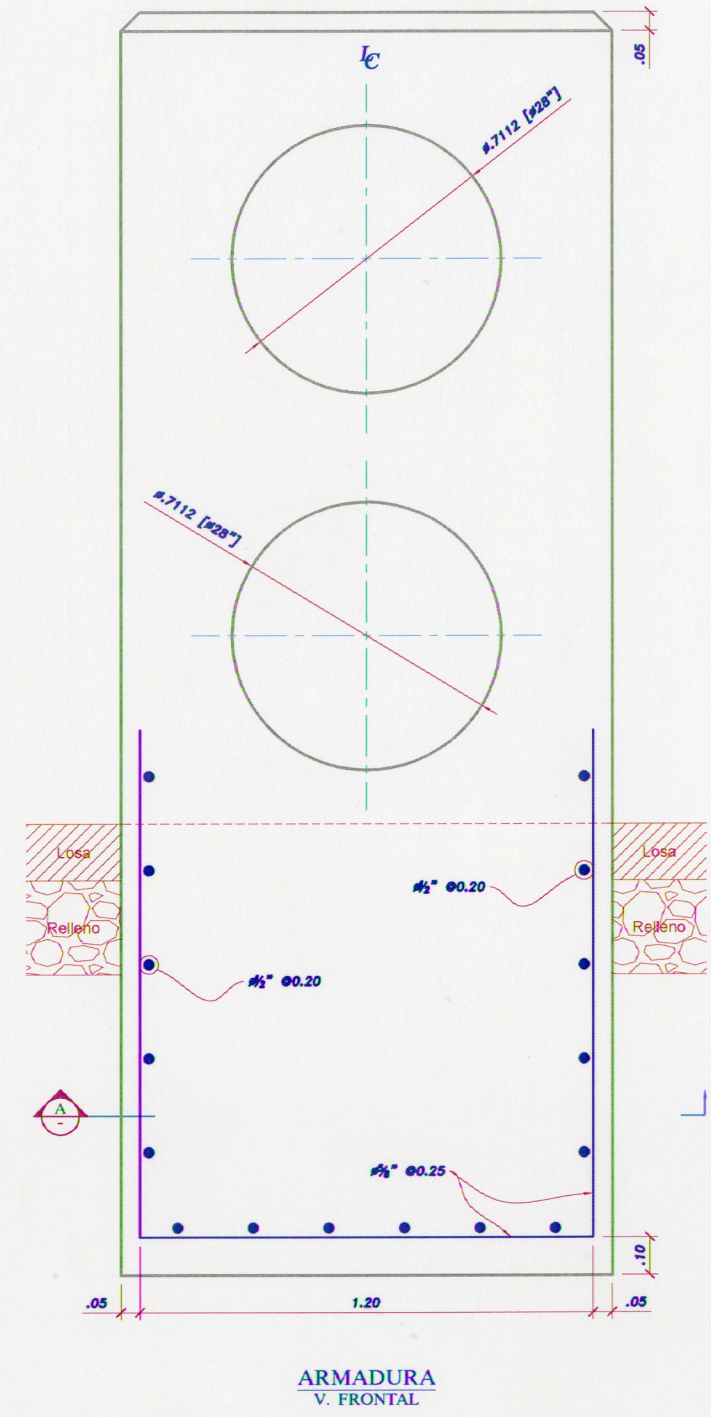 .05
℄
ø.7112 [ø28"]
ø.7112 [ø28"]
Losa
Losa
ø½" @0.20
Relleno
Relleno
ø½" @0.20
A
-
ø⅝" @0.25
.10
.05
1.20
.05
ARMADURA
V. FRONTAL